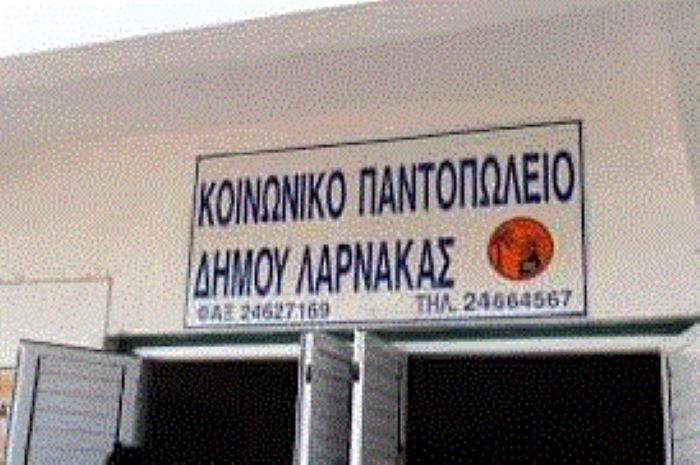 ΚΟΙΝΩΝΙΚΟ ΠΑΝΤΟΠΩΛΕΙΟ
ΔΗΜΟΥ ΛΑΡΝΑΚΑΣ
ΦΑΞ 24627169 ΤΗΛ. 24664567